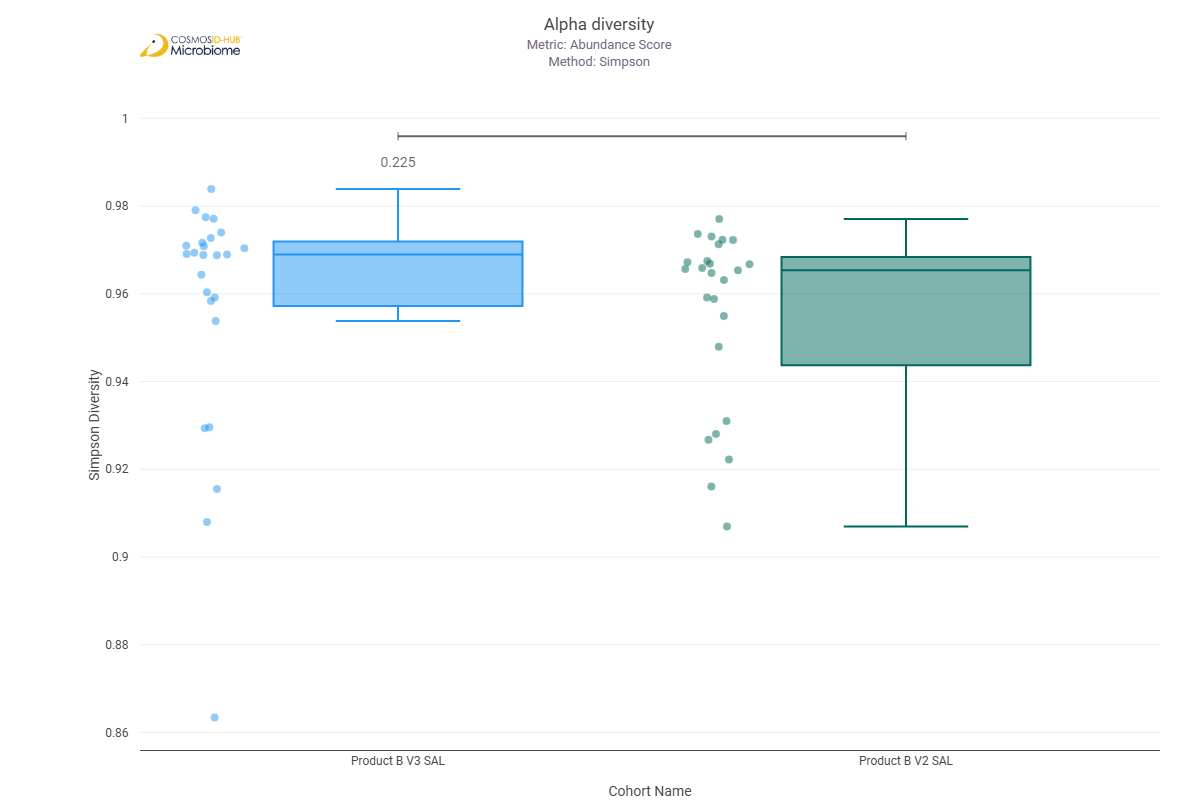 Alpha diversity
Metric: Abundance Score
Method: Simpson
COSMOSID-HUB
Microbiome
1
0.225
0.98
0.96
0.94
0.92
0.9
0.88
0.86
Simpson Diversity
Product B V3 SAL
Product B V2 SAL
Cohort Name